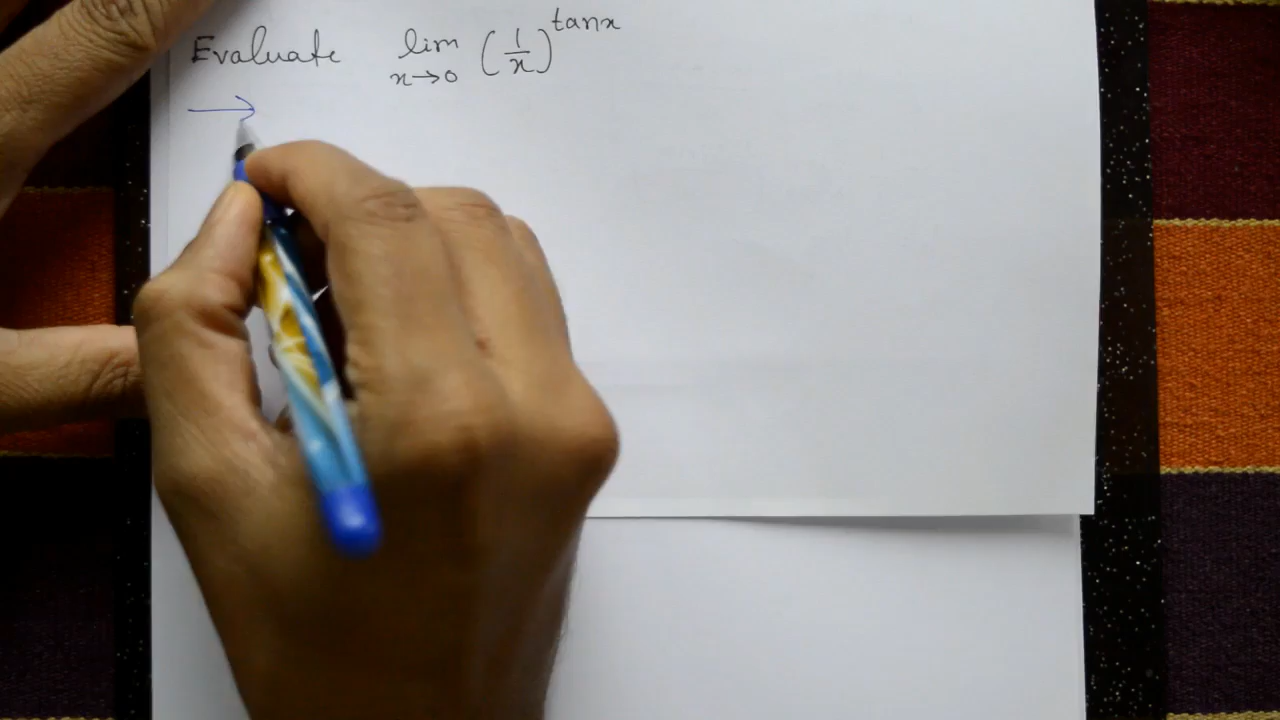 Evaluate lim x→0 (1/x)^tanx
→